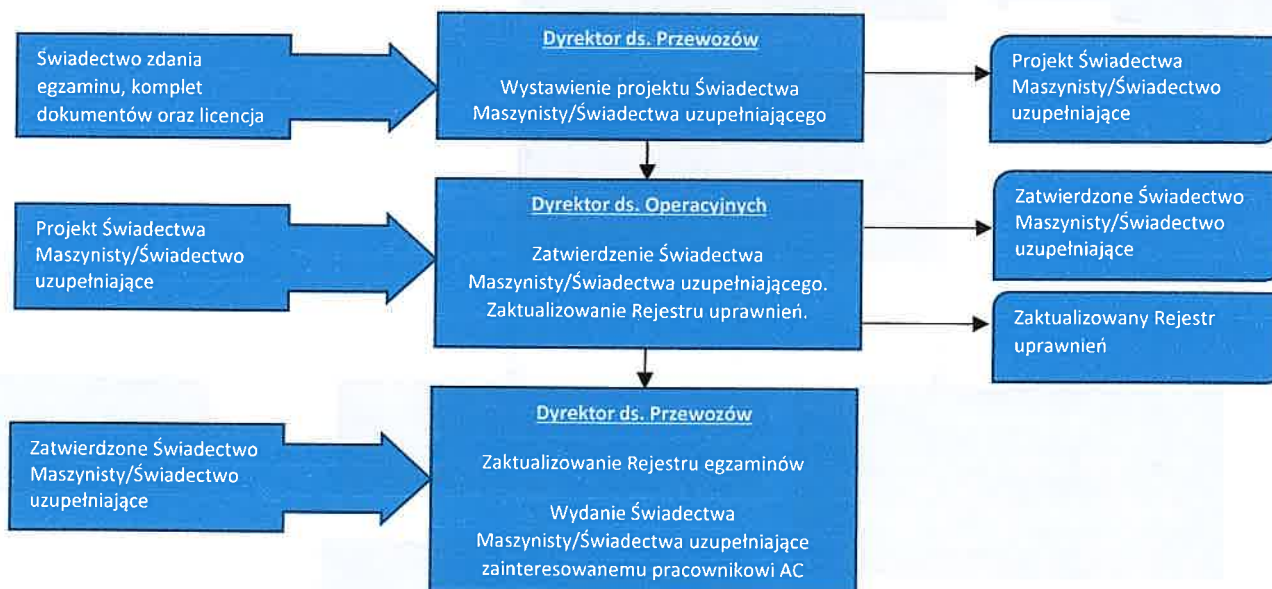 Świadectwo zdania
egzaminu, komplet
dokumentów oraz licencja
Dyrektor ds. Przewozów
Wystawienie projektu Świadectwa
Maszynisty/Świadectwa uzupełniającego
Projekt Świadectwa
Maszynisty/Świadectwo
uzupełniające
Projekt Świadectwa
Maszynisty/Świadectwo
uzupełniające
Dyrektor ds. Operacyjnych
Zatwierdzenie Świadectwa
Maszynisty/Świadectwa uzupełniającego.
Zaktualizowanie Rejestru uprawnień.
Zatwierdzone Świadectwo
Maszynisty/Świadectwo
uzupełniające
Zaktualizowany Rejestr
uprawnień
Zatwierdzone Świadectwo
Maszynisty/Świadectwo
uzupełniające
Dyrektor ds. Przewozów
Zaktualizowanie Rejestru egzaminów
Wydanie Świadectwa
Maszynisty/Świadectwa uzupełniające
zainteresowanemu pracownikowi AC